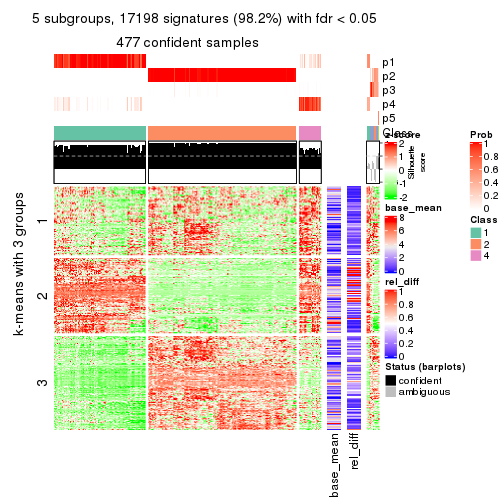 5 subgroups, 17198 signatures (98.2%) with fdr < 0.05
477 confident samples
p1
p2
p3
p4
p5
Class
z-score
2
1
0
-1
-2
Silhouette
score
Prob
1
0.8
0.6
0.4
0.2
0
base_mean
8
6
4
2
0
Class
1
2
4
rel_diff
1
0.8
0.6
0.4
0.2
0
Status (barplots)
confident
ambiguous
k-means with 3 groups
1
2
3
base_mean
rel_diff